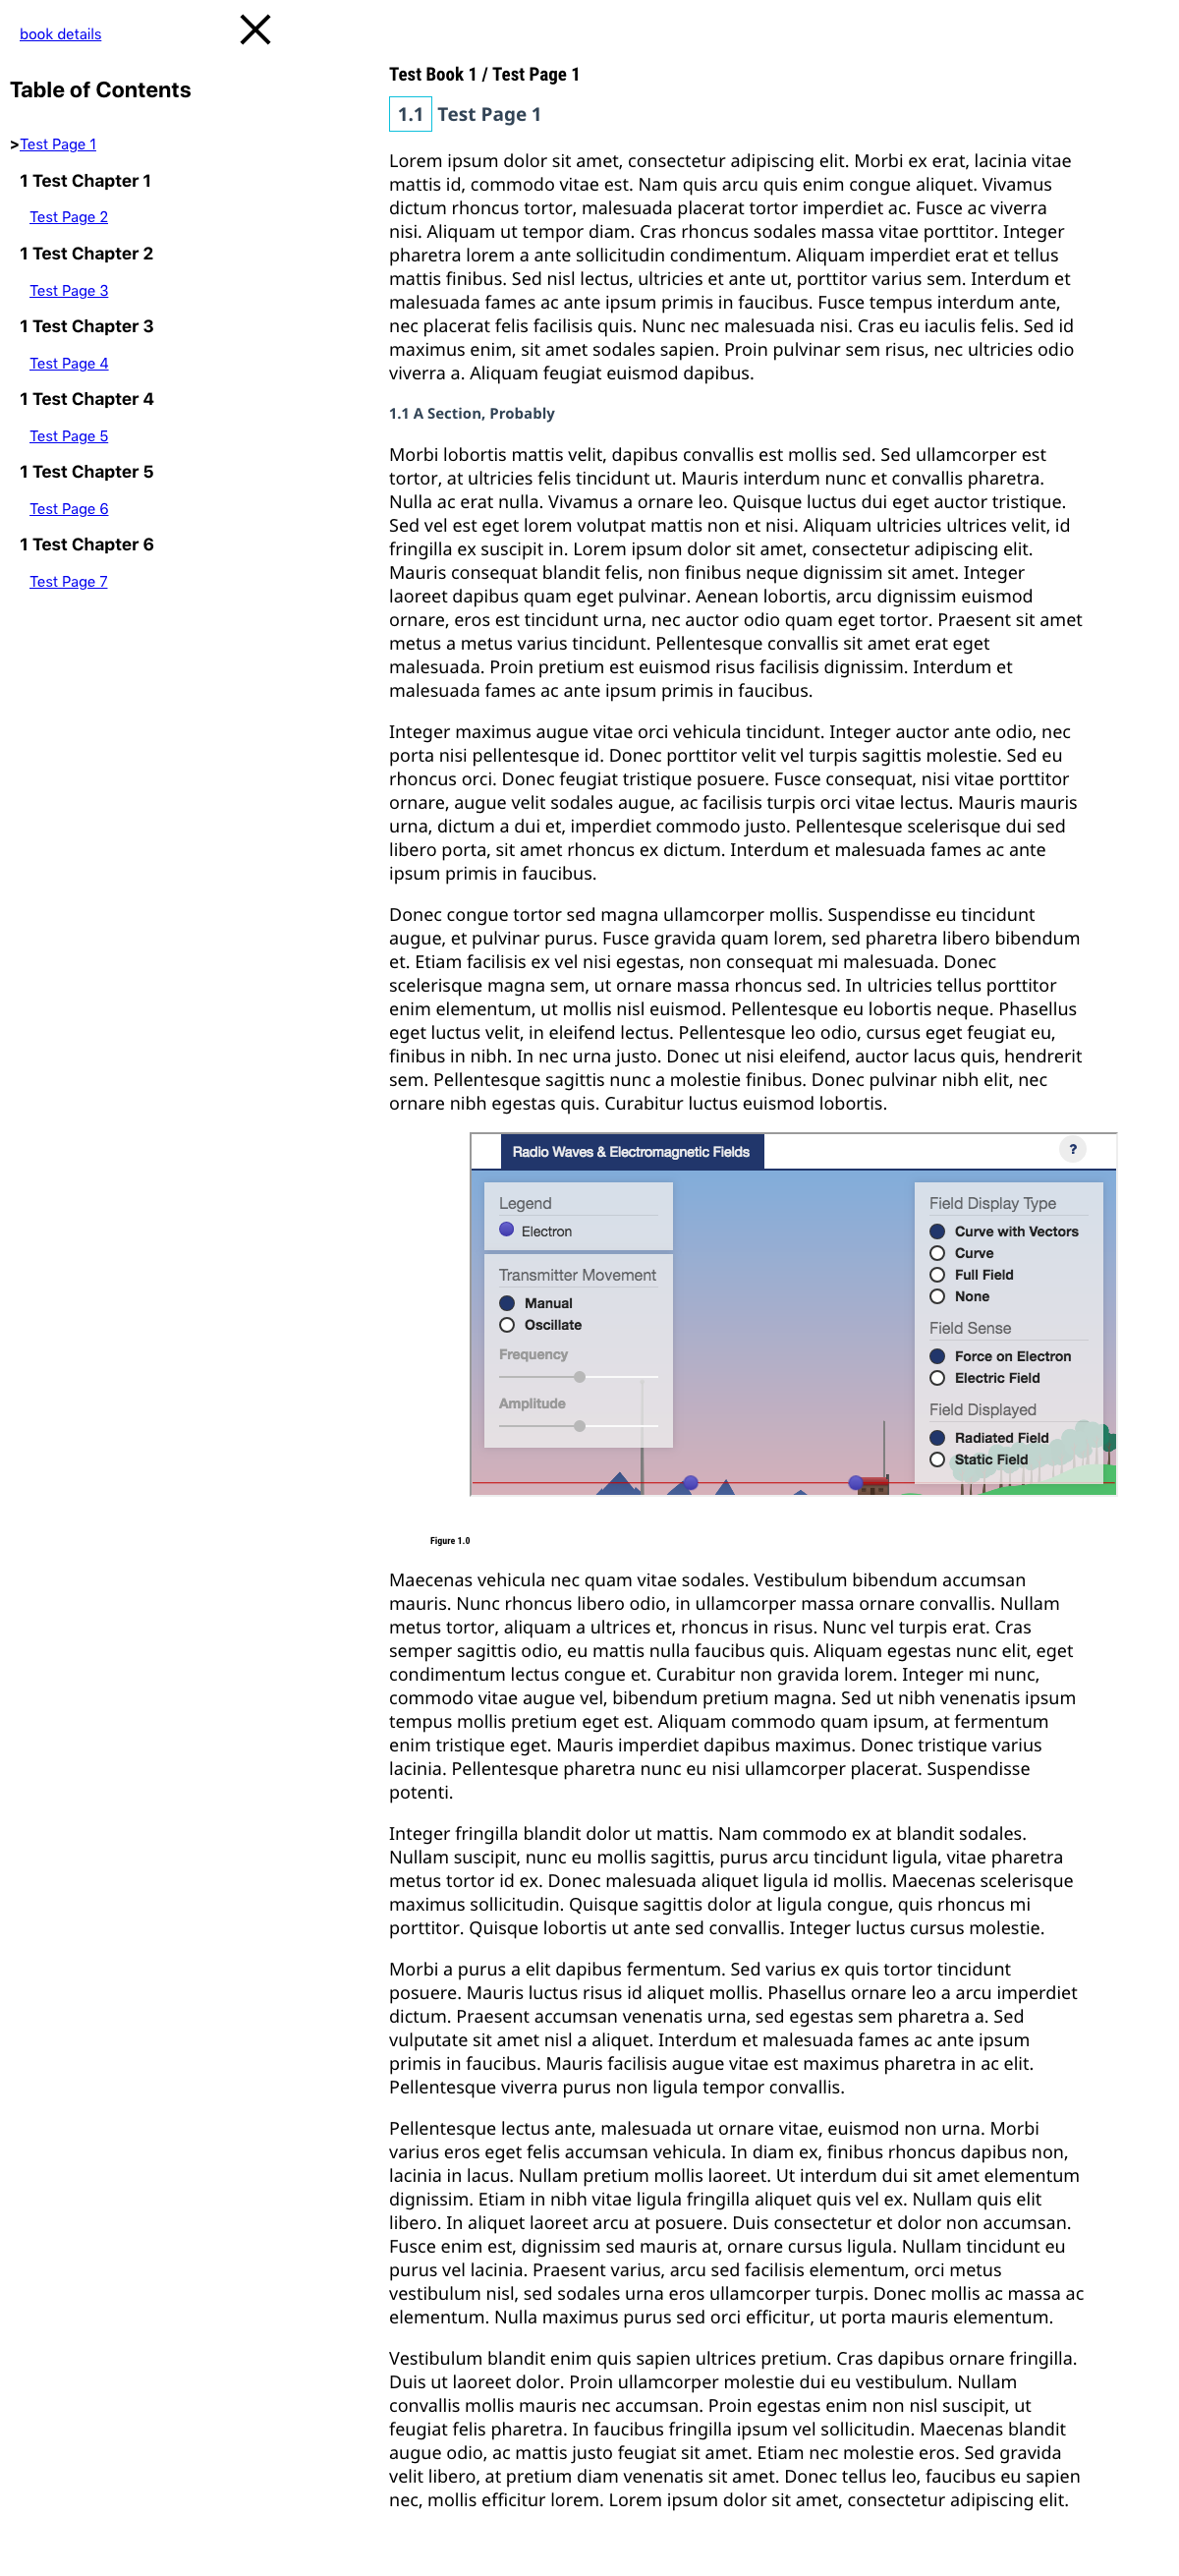 book details
Table of Contents
>Test Page 1
1 Test Chapter 1
Test Page 2
1 Test Chapter 2
Test Page 3
1 Test Chapter 3
Test Page 4
1 Test Chapter 4
Test Page 5
1 Test Chapter 5
Test Page 6
1 Test Chapter 6
Test Page 7
Test Book 1 / Test Page 1
1.1 Test Page 1
Lorem ipsum dolor sit amet, consectetur adipiscing elit. Morbi ex erat, lacinia vitae
mattis id, commodo vitae est. Nam quis arcu quis enim congue aliquet. Vivamus
dictum rhoncus tortor, malesuada placerat tortor imperdiet ac. Fusce ac viverra
nisi. Aliquam ut tempor diam. Cras rhoncus sodales massa vitae porttitor. Integer
pharetra lorem a ante sollicitudin condimentum. Aliquam imperdiet erat et tellus
mattis finibus. Sed nisl lectus, ultricies et ante ut, porttitor varius sem. Interdum et
malesuada fames ac ante ipsum primis in faucibus. Fusce tempus interdum ante,
nec placerat felis facilisis quis. Nunc nec malesuada nisi. Cras eu iaculis felis. Sed id
maximus enim, sit amet sodales sapien. Proin pulvinar sem risus, nec ultricies odio
viverra a. Aliquam feugiat euismod dapibus.
1.1 A Section, Probably
Morbi lobortis mattis velit, dapibus convallis est mollis sed. Sed ullamcorper est
tortor, at ultricies felis tincidunt ut. Mauris interdum nunc et convallis pharetra.
Nulla ac erat nulla. Vivamus a ornare leo. Quisque luctus dui eget auctor tristique.
Sed vel est eget lorem volutpat mattis non et nisi. Aliquam ultricies ultrices velit, id
fringilla ex suscipit in. Lorem ipsum dolor sit amet, consectetur adipiscing elit.
Mauris consequat blandit felis, non finibus neque dignissim sit amet. Integer
laoreet dapibus quam eget pulvinar. Aenean lobortis, arcu dignissim euismod
ornare, eros est tincidunt urna, nec auctor odio quam eget tortor. Praesent sit amet
metus a metus varius tincidunt. Pellentesque convallis sit amet erat eget
malesuada. Proin pretium est euismod risus facilisis dignissim. Interdum et
malesuada fames ac ante ipsum primis in faucibus.
Integer maximus augue vitae orci vehicula tincidunt. Integer auctor ante odio, nec
porta nisi pellentesque id. Donec porttitor velit vel turpis sagittis molestie. Sed eu
rhoncus orci. Donec feugiat tristique posuere. Fusce consequat, nisi vitae porttitor
ornare, augue velit sodales augue, ac facilisis turpis orci vitae lectus. Mauris mauris
urna, dictum a dui et, imperdiet commodo justo. Pellentesque scelerisque dui sed
libero porta, sit amet rhoncus ex dictum. Interdum et malesuada fames ac ante
ipsum primis in faucibus.
Donec congue tortor sed magna ullamcorper mollis. Suspendisse eu tincidunt
augue, et pulvinar purus. Fusce gravida quam lorem, sed pharetra libero bibendum
et. Etiam facilisis ex vel nisi egestas, non consequat mi malesuada. Donec
scelerisque magna sem, ut ornare massa rhoncus sed. In ultricies tellus porttitor
enim elementum, ut mollis nisl euismod. Pellentesque eu lobortis neque. Phasellus
eget luctus velit, in eleifend lectus. Pellentesque leo odio, cursus eget feugiat eu,
finibus in nibh. In nec urna justo. Donec ut nisi eleifend, auctor lacus quis, hendrerit
sem. Pellentesque sagittis nunc a molestie finibus. Donec pulvinar nibh elit, nec
ornare nibh egestas quis. Curabitur luctus euismod lobortis.
Radio Waves & Electromagnetic Fields
?
Legend
Electron
Transmitter Movement
Manual
Oscillate
Frequency
Amplitude
Field Display Type
Curve with Vectors
Curve
Full Field
None
Field Sense
Force on Electron
Electric Field
Field Displayed
Radiated Field
Static Field
Figure 1.0
Maecenas vehicula nec quam vitae sodales. Vestibulum bibendum accumsan
mauris. Nunc rhoncus libero odio, in ullamcorper massa ornare convallis. Nullam
metus tortor, aliquam a ultrices et, rhoncus in risus. Nunc vel turpis erat. Cras
semper sagittis odio, eu mattis nulla faucibus quis. Aliquam egestas nunc elit, eget
condimentum lectus congue et. Curabitur non gravida lorem. Integer mi nunc,
commodo vitae augue vel, bibendum pretium magna. Sed ut nibh venenatis ipsum
tempus mollis pretium eget est. Aliquam commodo quam ipsum, at fermentum
enim tristique eget. Mauris imperdiet dapibus maximus. Donec tristique varius
lacinia. Pellentesque pharetra nunc eu nisi ullamcorper placerat. Suspendisse
potenti.
Integer fringilla blandit dolor ut mattis. Nam commodo ex at blandit sodales.
Nullam suscipit, nunc eu mollis sagittis, purus arcu tincidunt ligula, vitae pharetra
metus tortor id ex. Donec malesuada aliquet ligula id mollis. Maecenas scelerisque
maximus sollicitudin. Quisque sagittis dolor at ligula congue, quis rhoncus mi
porttitor. Quisque lobortis ut ante sed convallis. Integer luctus cursus molestie.
Morbi a purus a elit dapibus fermentum. Sed varius ex quis tortor tincidunt
posuere. Mauris luctus risus id aliquet mollis. Phasellus ornare leo a arcu imperdiet
dictum. Praesent accumsan venenatis urna, sed egestas sem pharetra a. Sed
vulputate sit amet nisl a aliquet. Interdum et malesuada fames ac ante ipsum
primis in faucibus. Mauris facilisis augue vitae est maximus pharetra in ac elit.
Pellentesque viverra purus non ligula tempor convallis.
Pellentesque lectus ante, malesuada ut ornare vitae, euismod non urna. Morbi
varius eros eget felis accumsan vehicula. In diam ex, finibus rhoncus dapibus non,
lacinia in lacus. Nullam pretium mollis laoreet. Ut interdum dui sit amet elementum
dignissim. Etiam in nibh vitae ligula fringilla aliquet quis vel ex. Nullam quis elit
libero. In aliquet laoreet arcu at posuere. Duis consectetur et dolor non accumsan.
Fusce enim est, dignissim sed mauris at, ornare cursus ligula. Nullam tincidunt eu
purus vel lacinia. Praesent varius, arcu sed facilisis elementum, orci metus
vestibulum nisl, sed sodales urna eros ullamcorper turpis. Donec mollis ac massa ac
elementum. Nulla maximus purus sed orci efficitur, ut porta mauris elementum.
Vestibulum blandit enim quis sapien ultrices pretium. Cras dapibus ornare fringilla.
Duis ut laoreet dolor. Proin ullamcorper molestie dui eu vestibulum. Nullam
convallis mollis mauris nec accumsan. Proin egestas enim non nisl suscipit, ut
feugiat felis pharetra. In faucibus fringilla ipsum vel sollicitudin. Maecenas blandit
augue odio, ac mattis justo feugiat sit amet. Etiam nec molestie eros. Sed gravida
velit libero, at pretium diam venenatis sit amet. Donec tellus leo, faucibus eu sapien
nec, mollis efficitur lorem. Lorem ipsum dolor sit amet, consectetur adipiscing elit.